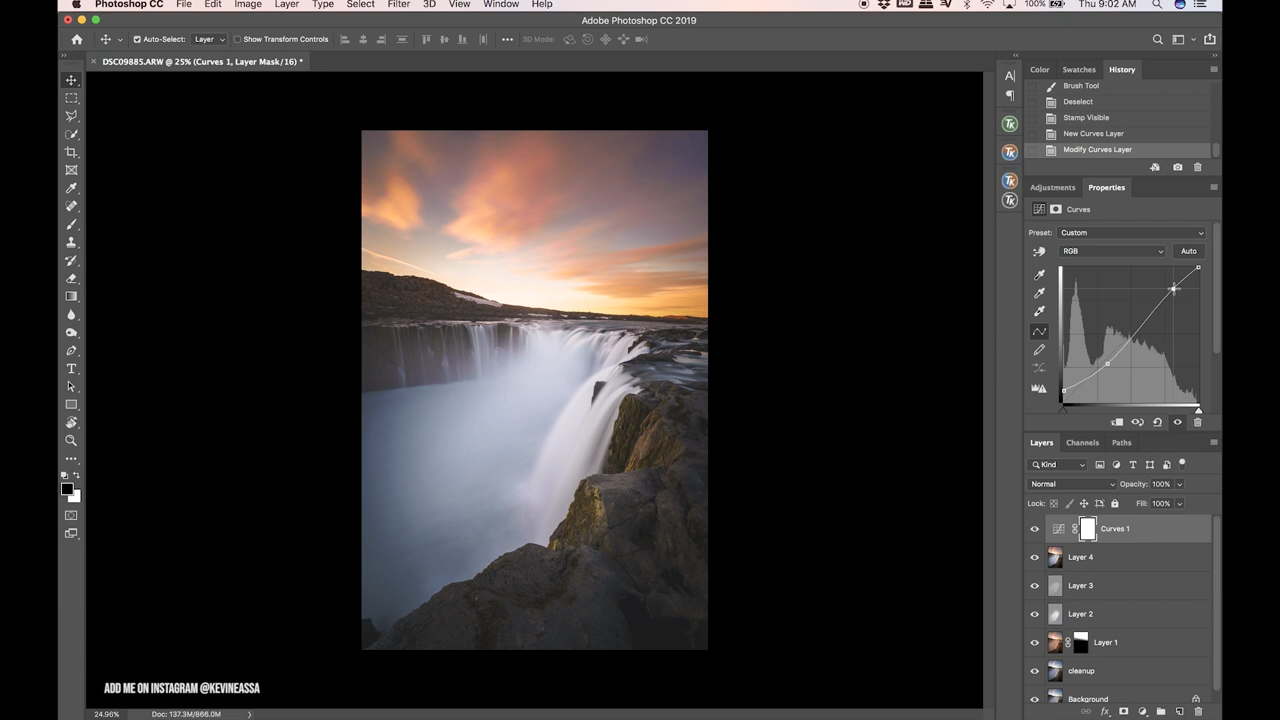 Photoshop CC File Edit Image Layer Type Select Filter 3D View Window Help 100% Thu 9:02 AM
Adobe Photoshop CC 2019
Auto-Select: Layer Show Transform Controls 3D Mode:
DSC09885.ARW @ 25% (Curves 1, Layer Mask/16) *
Color Swatches History
Brush Tool
Deselect
Stamp Visible
New Curves Layer
Modify Curves Layer
Adjustments Properties
Curves
Preset: Custom
RGB Auto
Layers Channels Paths
Kind
Normal Opacity: 100%
Lock: Fill: 100%
Curves 1
Layer 4
Layer 3
Layer 2
Layer 1
cleanup
Background
TK
TK
TK
TK
ADD ME ON INSTAGRAM @KEVINEASSA
24.96% Doc: 137.3M/866.0M